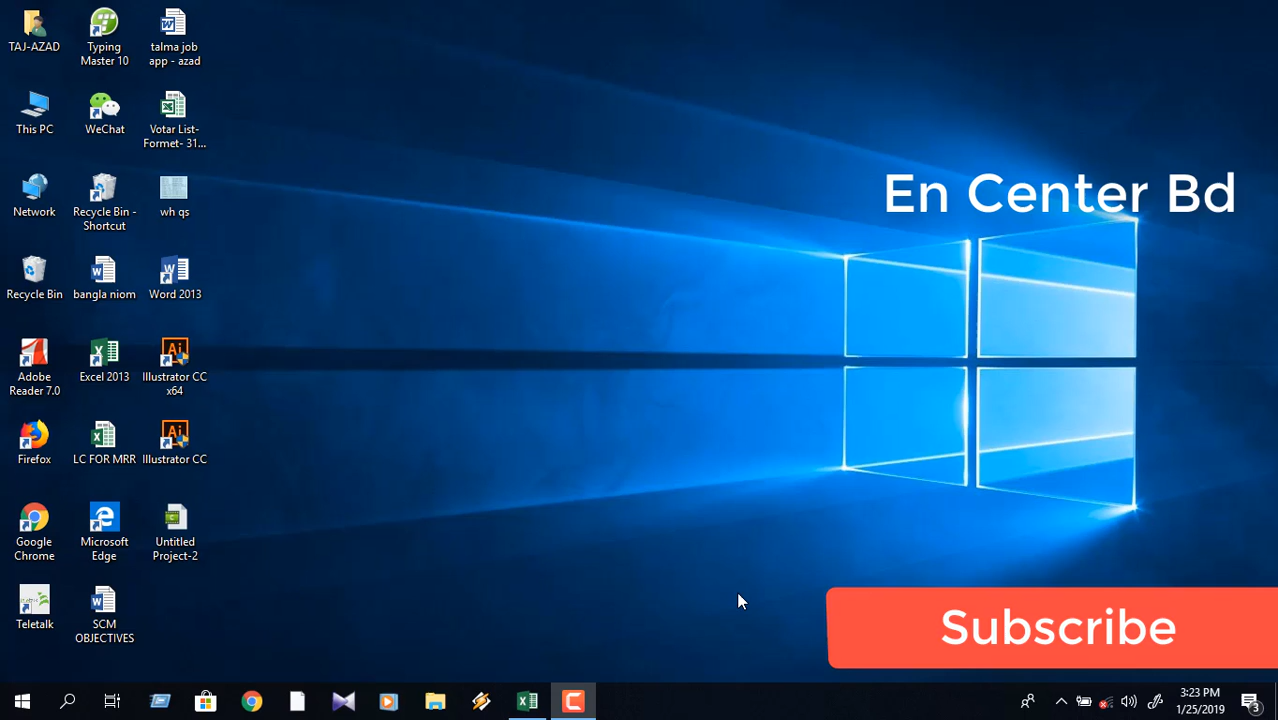 TAJ-AZAD
Typing
Master 10
talma job
app - azad
This PC
WeChat
Votar List-
Formet- 31...
Network
Recycle Bin -
Shortcut
wh qs
Recycle Bin
bangla niom
Word 2013
Adobe
Reader 7.0
Excel 2013
Illustrator CC
x64
Firefox
LC FOR MRR
Illustrator CC
Google
Chrome
Microsoft
Edge
Untitled
Project-2
Teletalk
SCM
OBJECTIVES
En Center Bd
Subscribe
3:23 PM
1/25/2019
3